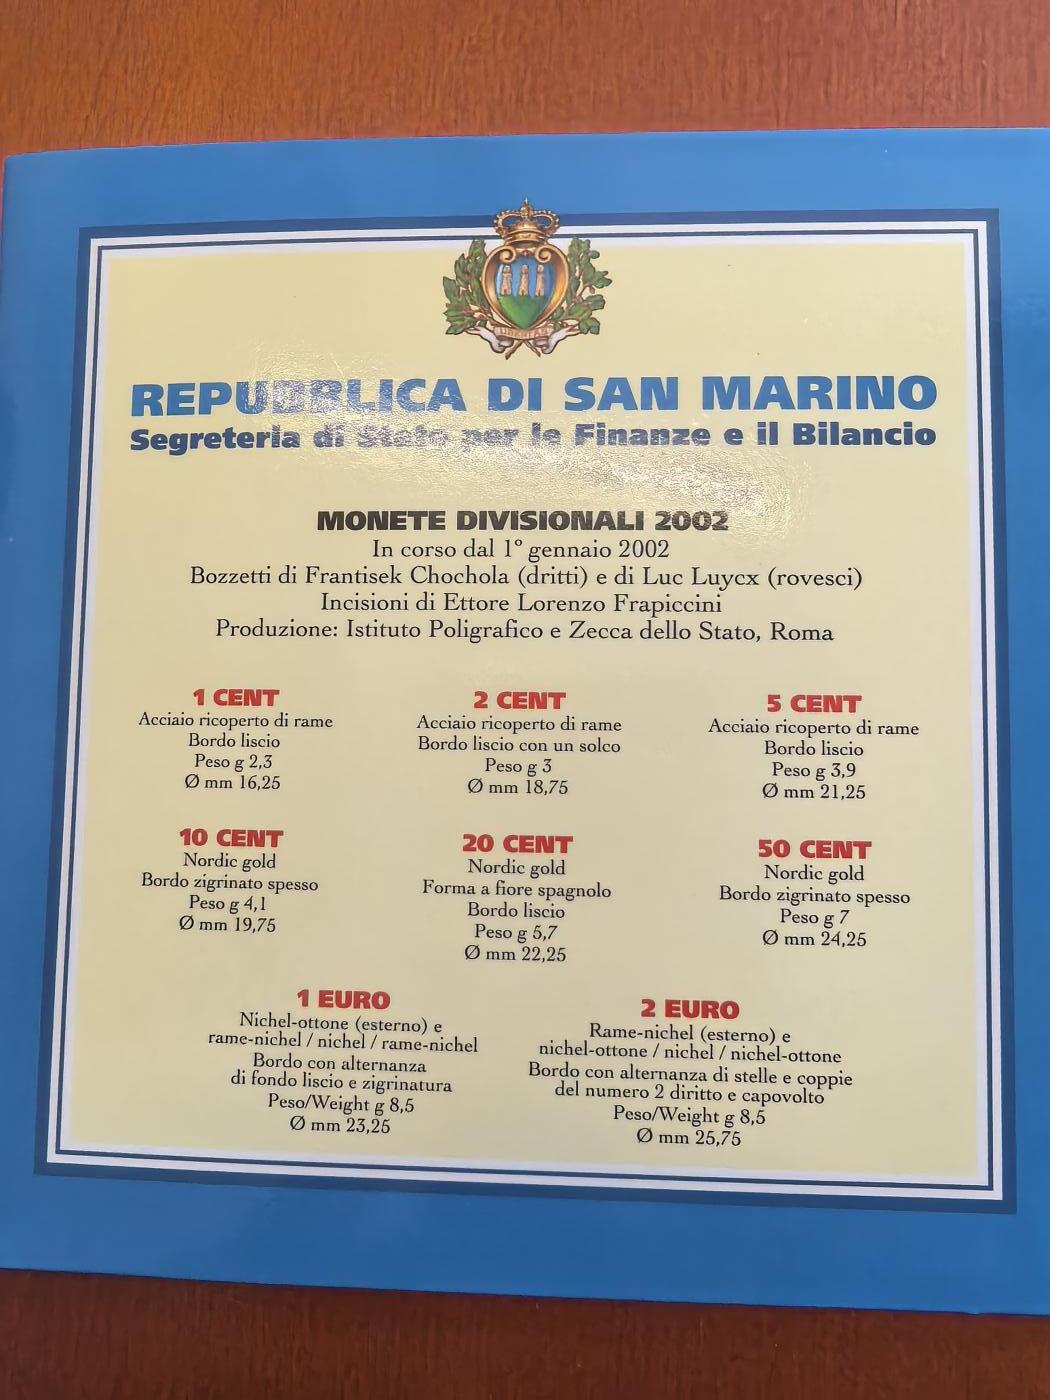 LIBERTAS
REPUBBLICA DI SAN MARINO
Segreteria di Stato per le Finanze e il Bilancio
MONETE DIVISIONALI 2002
In corso dal 1° gennaio 2002
Bozzetti di Frantisek Chochola (dritti) e di Luc Luycx (rovesci)
Incisioni di Ettore Lorenzo Frapiccini
Produzione: Istituto Poligrafico e Zecca dello Stato, Roma
1 CENT
Acciaio ricoperto di rame
Bordo liscio
Peso g 2,3
Ø mm 16,25
2 CENT
Acciaio ricoperto di rame
Bordo liscio con un solco
Peso g 3
Ø mm 18,75
5 CENT
Acciaio ricoperto di rame
Bordo liscio
Peso g 3,9
Ø mm 21,25
10 CENT
Nordic gold
Bordo zigrinato spesso
Peso g 4,1
Ø mm 19,75
20 CENT
Nordic gold
Forma a fiore spagnolo
Bordo liscio
Peso g 5,7
Ø mm 22,25
50 CENT
Nordic gold
Bordo zigrinato spesso
Peso g 7
Ø mm 24,25
1 EURO
Nichel-ottone (esterno) e
rame-nichel / nichel / rame-nichel
Bordo con alternanza
di fondo liscio e zigrinatura
Peso/Weight g 8,5
Ø mm 23,25
2 EURO
Rame-nichel (esterno) e
nichel-ottone / nichel / nichel-ottone
Bordo con alternanza di stelle e coppie
del numero 2 diritto e capovolto
Peso/Weight g 8,5
Ø mm 25,75